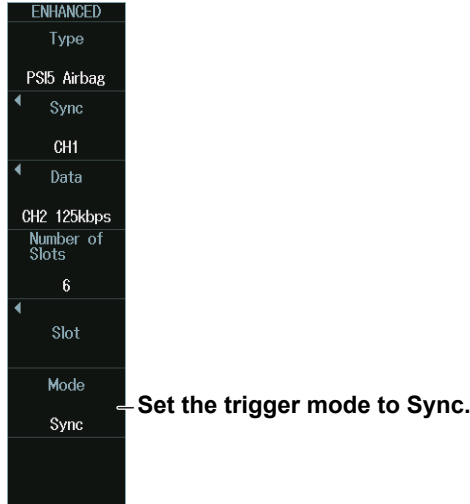 ENHANCED
Type
PSI5 Airbag
Sync
CH1
Data
CH2 125kbps
Number of
Slots
6
Slot
Mode
Set the trigger mode to Sync.
Sync